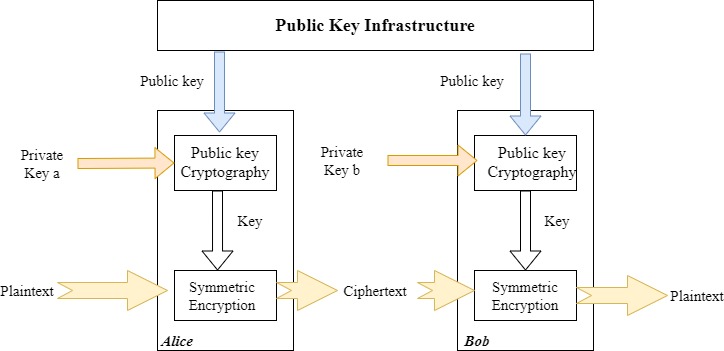 Public Key Infrastructure
Public key
Public key
Private
Key a
Public key
Cryptography
Private
Key b
Public key
Cryptography
Key
Key
Plaintext
Symmetric
Encryption
Ciphertext
Symmetric
Encryption
Plaintext
Alice
Bob